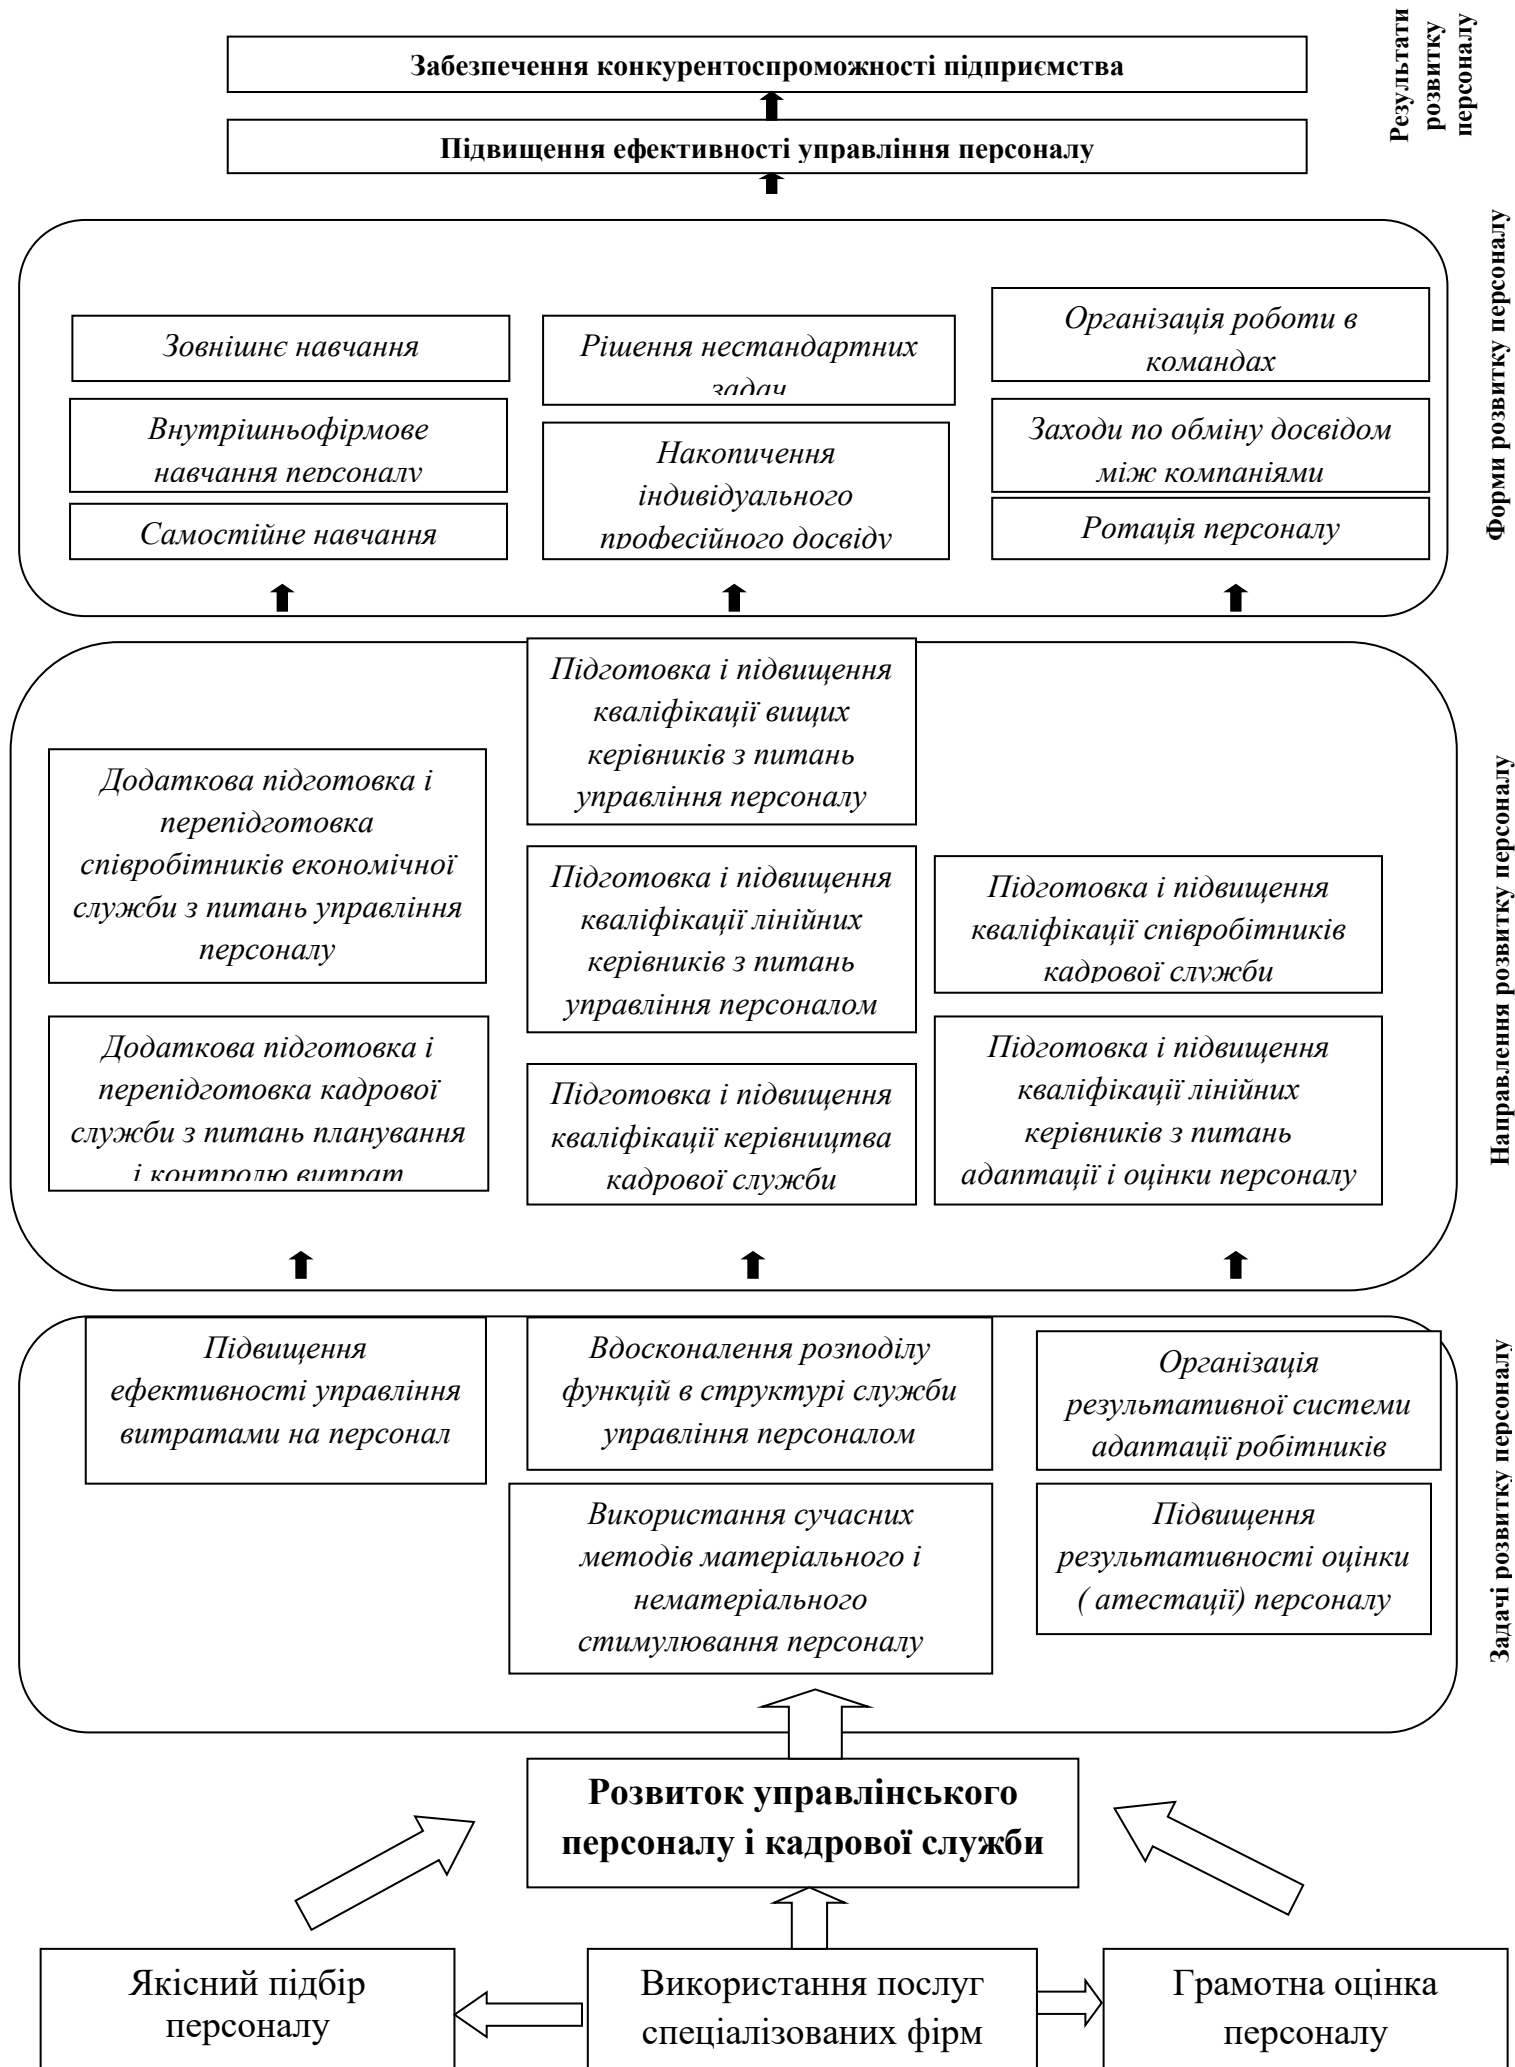 Забезпечення конкурентоспроможності підприємства
Підвищення ефективності управління персоналу
Результати
розвитку
персоналу
Зовнішнє навчання
Внутрішньофірмове
навчання персоналу
Самостійне навчання
Рішення нестандартних
задач
Накопичення
індивідуального
професійного досвіду
Організація роботи в
командах
Заходи по обміну досвідом
між компаніями
Ротація персоналу
Форми розвитку персоналу
Додаткова підготовка і
перепідготовка
співробітників економічної
служби з питань управління
персоналу
Додаткова підготовка і
перепідготовка кадрової
служби з питань планування
і контролю витрат
Підготовка і підвищення
кваліфікації вищих
керівників з питань
управління персоналу
Підготовка і підвищення
кваліфікації лінійних
керівників з питань
управління персоналом
Підготовка і підвищення
кваліфікації керівництва
кадрової служби
Підготовка і підвищення
кваліфікації співробітників
кадрової служби
Підготовка і підвищення
кваліфікації лінійних
керівників з питань
адаптації і оцінки персоналу
Направлення розвитку персоналу
Підвищення
ефективності управління
витратами на персонал
Вдосконалення розподілу
функцій в структурі служби
управління персоналом
Використання сучасних
методів матеріального і
нематеріального
стимулювання персоналу
Організація
результативної системи
адаптації робітників
Підвищення
результативності оцінки
( атестації) персоналу
Задачі розвитку персоналу
Розвиток управлінського
персоналу і кадрової служби
Якісний підбір
персоналу
Використання послуг
спеціалізованих фірм
Грамотна оцінка
персоналу